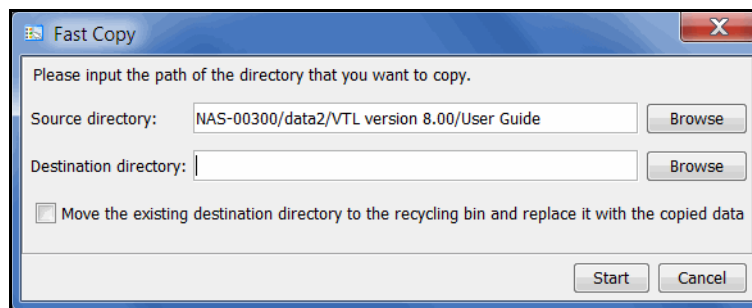 Fast Copy
Please input the path of the directory that you want to copy.
Source directory: NAS-00300/data2/VTL version 8.00/User Guide Browse
Destination directory: Browse
Move the existing destination directory to the recycling bin and replace it with the copied data
Start Cancel